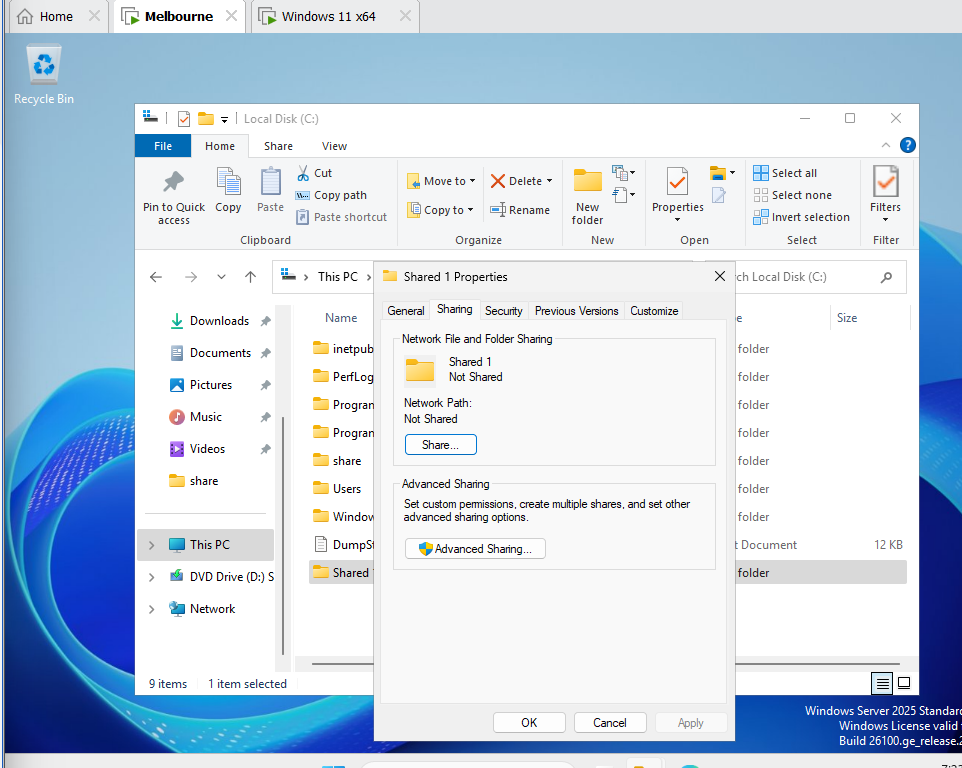 Home
Melbourne
Windows 11 x64
Recycle Bin
Local Disk (C:)
File
Home
Share
View
Pin to Quick
access
Copy
Paste
Cut
Copy path
Paste shortcut
Clipboard
Move to
Copy to
Delete
Rename
Organize
New
folder
New
Properties
Open
Select all
Select none
Invert selection
Select
Filters
Filter
This PC
Local Disk (C:)
Downloads
Documents
Pictures
Music
Videos
share
This PC
DVD Drive (D:) S
Network
Name
Size
inetpub
PerfLog
Program
Program
share
Users
Window
DumpSt
Shared
folder
folder
folder
folder
folder
folder
folder
t Document
12 KB
folder
9 items
1 item selected
Shared 1 Properties
General
Sharing
Security
Previous Versions
Customize
Network File and Folder Sharing
Shared 1
Not Shared
Network Path:
Not Shared
Share...
Advanced Sharing
Set custom permissions, create multiple shares, and set other
advanced sharing options.
Advanced Sharing...
OK
Cancel
Apply
Windows Server 2025 Standard
Windows License valid
Build 26100.ge_release.2